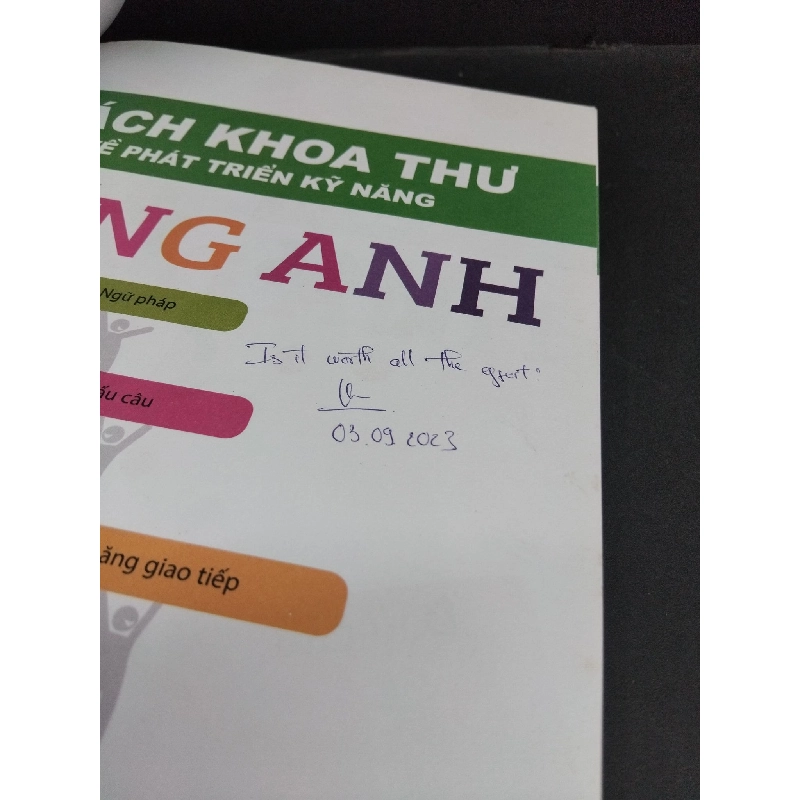 ÁCH KHOA THƯ
Ề PHÁT TRIỂN KỸ NĂNG
NG ANH
Ngữ pháp
Is it worth all the effort?
ấu câu
03.09.2023
ăng giao tiếp